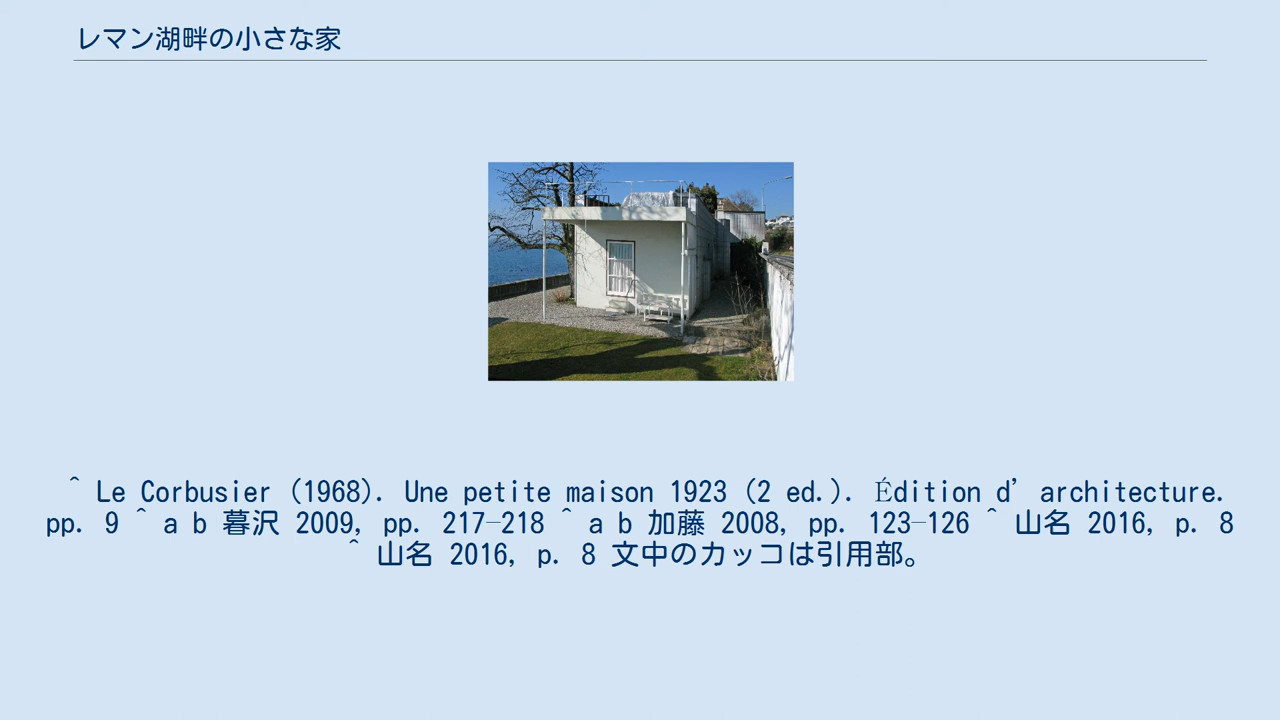 レマン湖畔の小さな家
^ Le Corbusier (1968). Une petite maison 1923 (2 ed.). Édition d’architecture.
pp. 9 ^ a b 暮沢 2009, pp. 217–218 ^ a b 加藤 2008, pp. 123–126 ^ 山名 2016, p. 8
^ 山名 2016, p. 8 文中のカッコは引用部。